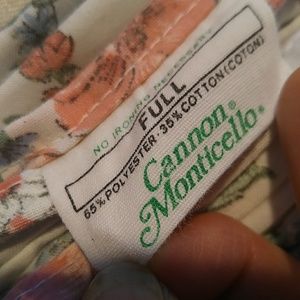 NO IRONING NECESSARY
FULL
65% POLYESTER · 35% COTTON (COTON)
Cannon®
Monticello®